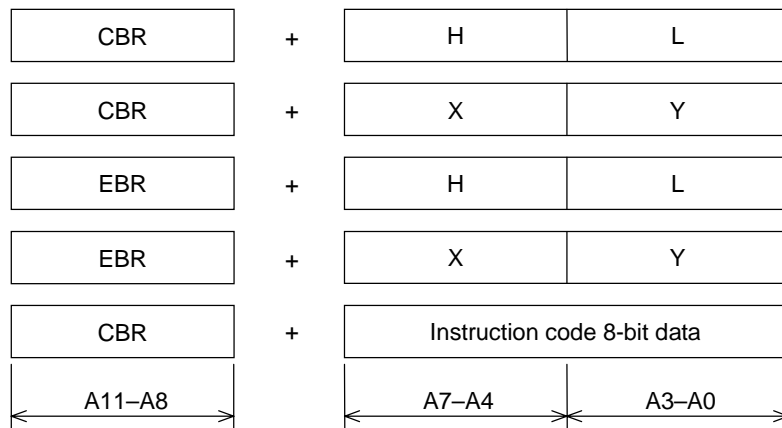 CBR + H L
CBR + X Y
EBR + H L
EBR + X Y
CBR + Instruction code 8-bit data
A11–A8 A7–A4 A3–A0